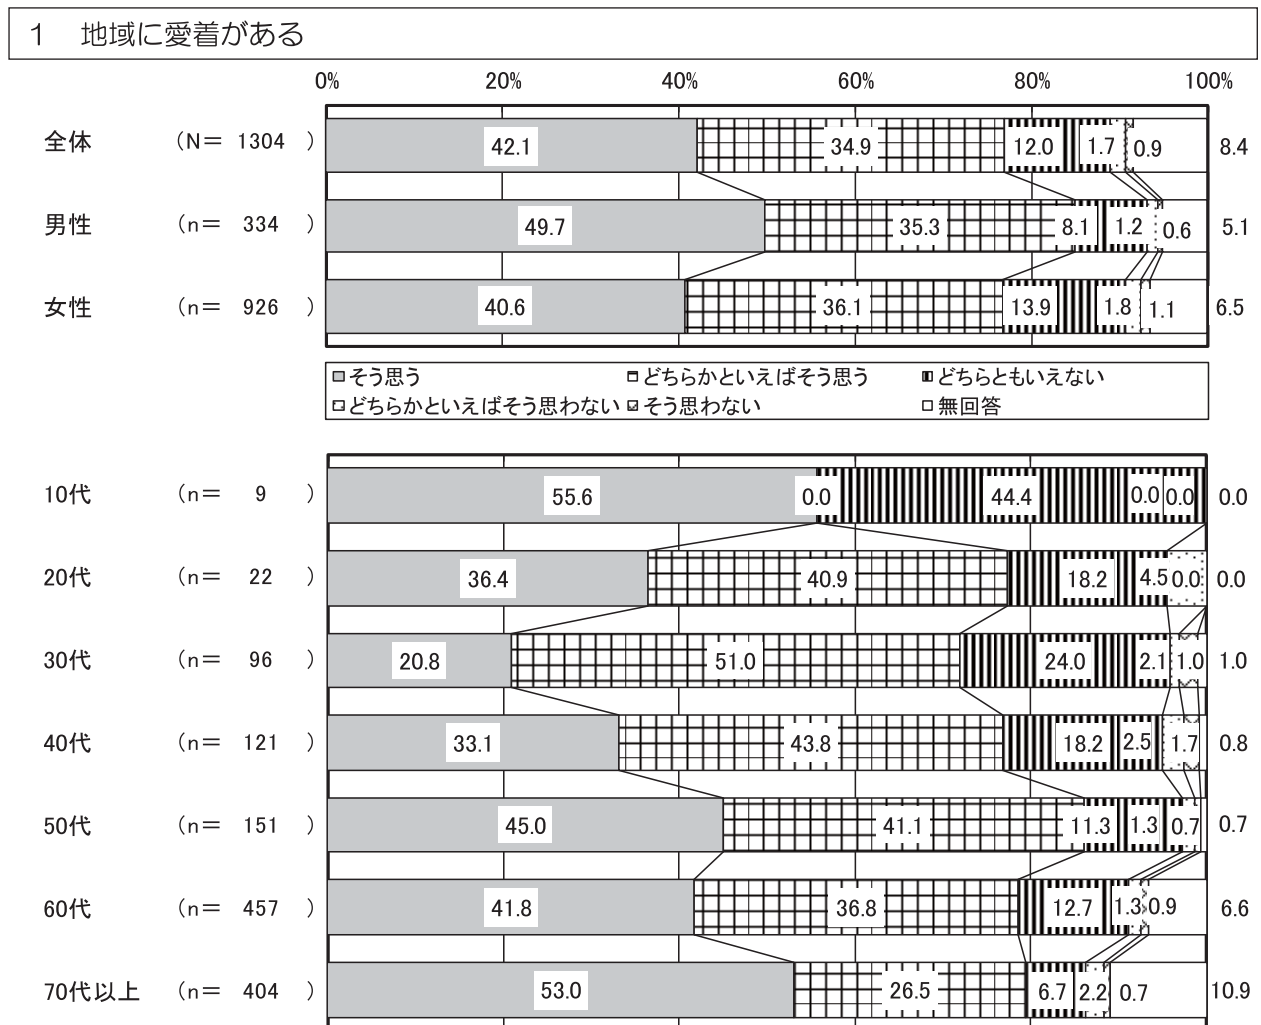 1 地域に愛着がある
0% 20% 40% 60% 80% 100%
全体 (N= 1304 ) 42.1 34.9 12.0 1.7 0.9 8.4
男性 (n= 334 ) 49.7 35.3 8.1 1.2 0.6 5.1
女性 (n= 926 ) 40.6 36.1 13.9 1.8 1.1 6.5
そう思う どちらかといえばそう思う どちらともいえない
どちらかといえばそう思わない そう思わない 無回答
10代 (n= 9 ) 55.6 0.0 44.4 0.0 0.0 0.0
20代 (n= 22 ) 36.4 40.9 18.2 4.5 0.0 0.0
30代 (n= 96 ) 20.8 51.0 24.0 2.1 1.0 1.0
40代 (n= 121 ) 33.1 43.8 18.2 2.5 1.7 0.8
50代 (n= 151 ) 45.0 41.1 11.3 1.3 0.7 0.7
60代 (n= 457 ) 41.8 36.8 12.7 1.3 0.9 6.6
70代以上 (n= 404 ) 53.0 26.5 6.7 2.2 0.7 10.9